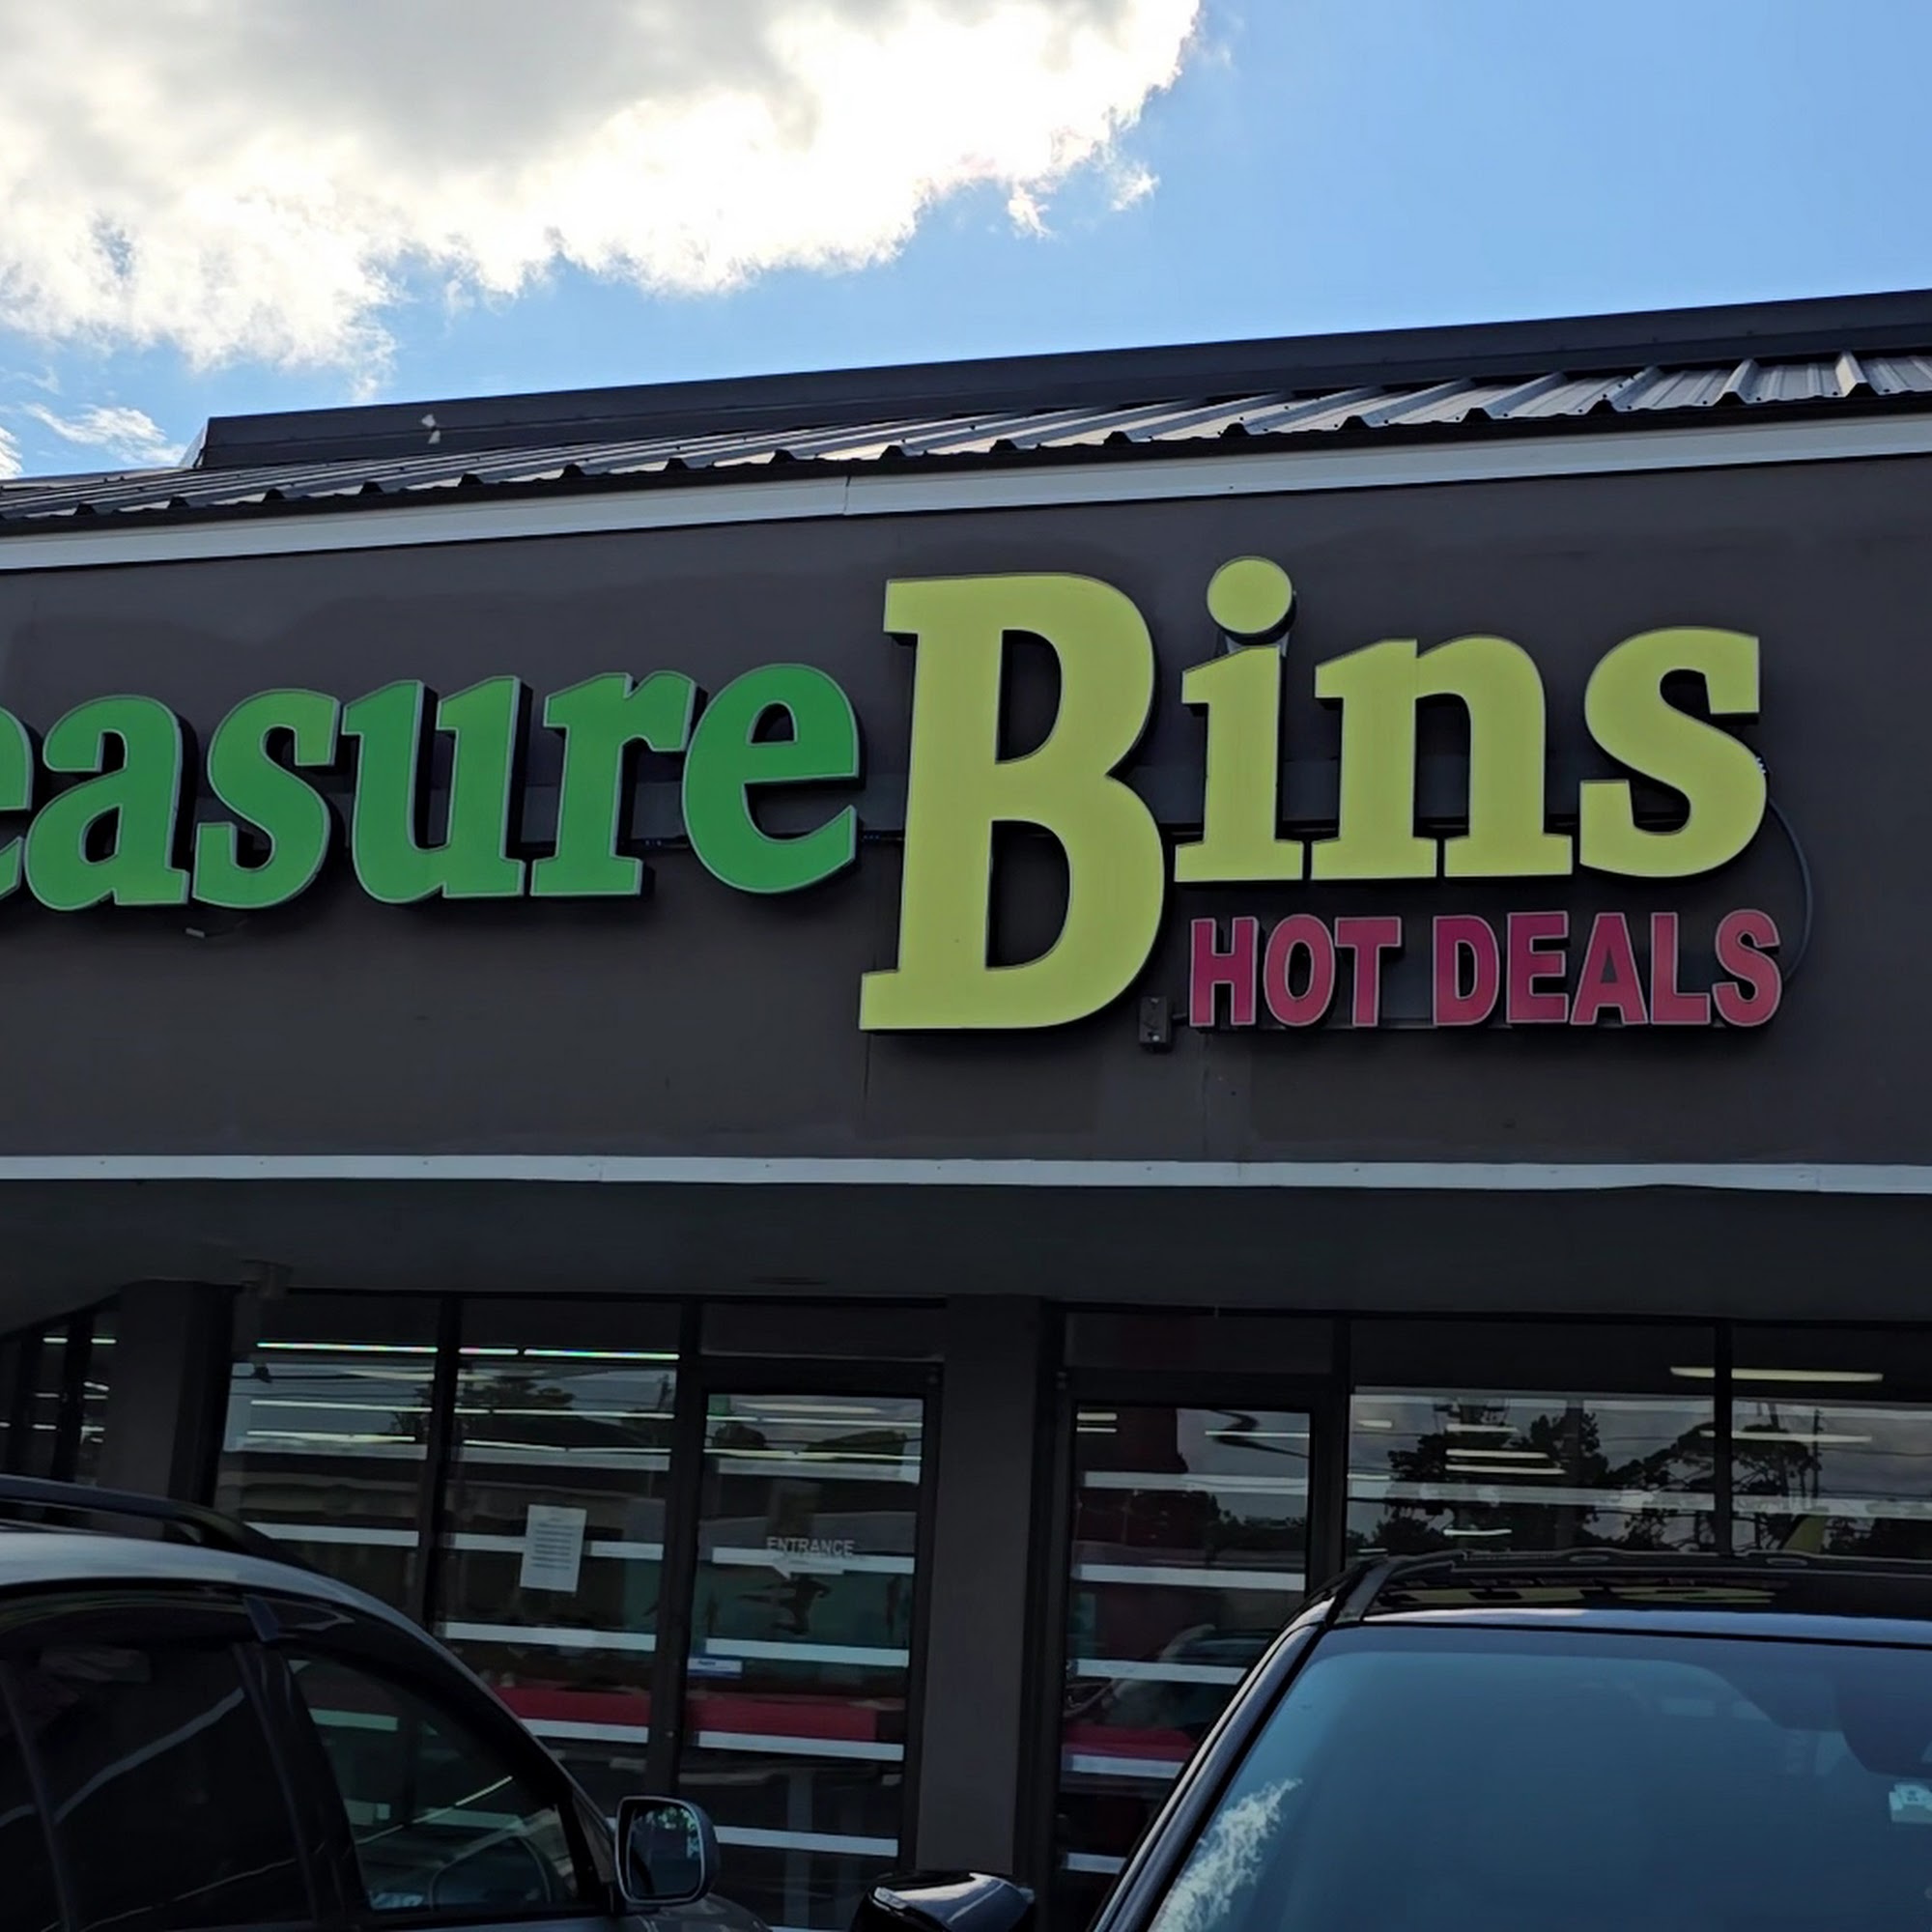 easure Bins
HOT DEALS
ENTRANCE